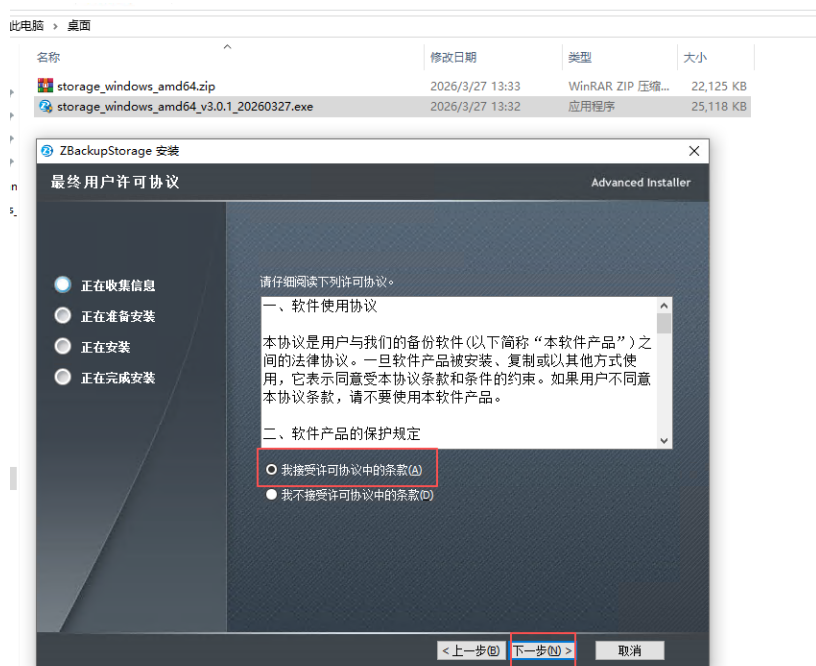 此电脑 › 桌面
名称 修改日期 类型 大小
storage_windows_amd64.zip 2026/3/27 13:33 WinRAR ZIP 压缩... 22,125 KB
storage_windows_amd64_v3.0.1_20260327.exe 2026/3/27 13:32 应用程序 25,118 KB
n
s_
ZBackupStorage 安装
最终用户许可协议 Advanced Installer
请仔细阅读下列许可协议。
正在收集信息
正在准备安装
正在安装
正在完成安装
一、软件使用协议
本协议是用户与我们的备份软件(以下简称“本软件产品”)之
间的法律协议。一旦软件产品被安装、复制或以其他方式使
用,它表示同意受本协议条款和条件的约束。如果用户不同意
本协议条款,请不要使用本软件产品。
二、软件产品的保护规定
我接受许可协议中的条款(A)
我不接受许可协议中的条款(D)
<上一步(B) 下一步(N) > 取消